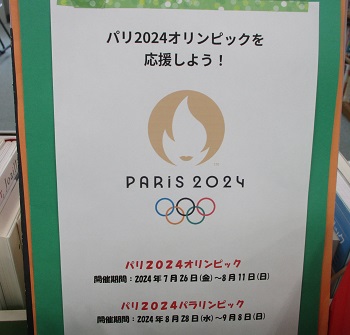 パリ2024オリンピックを
応援しよう！
PARIS 2024
パリ2024オリンピック
開催期間：2024年7月26日(金)～8月11日(日)
パリ2024パラリンピック
開催期間：2024年8月28日(水)～9月8日(日)